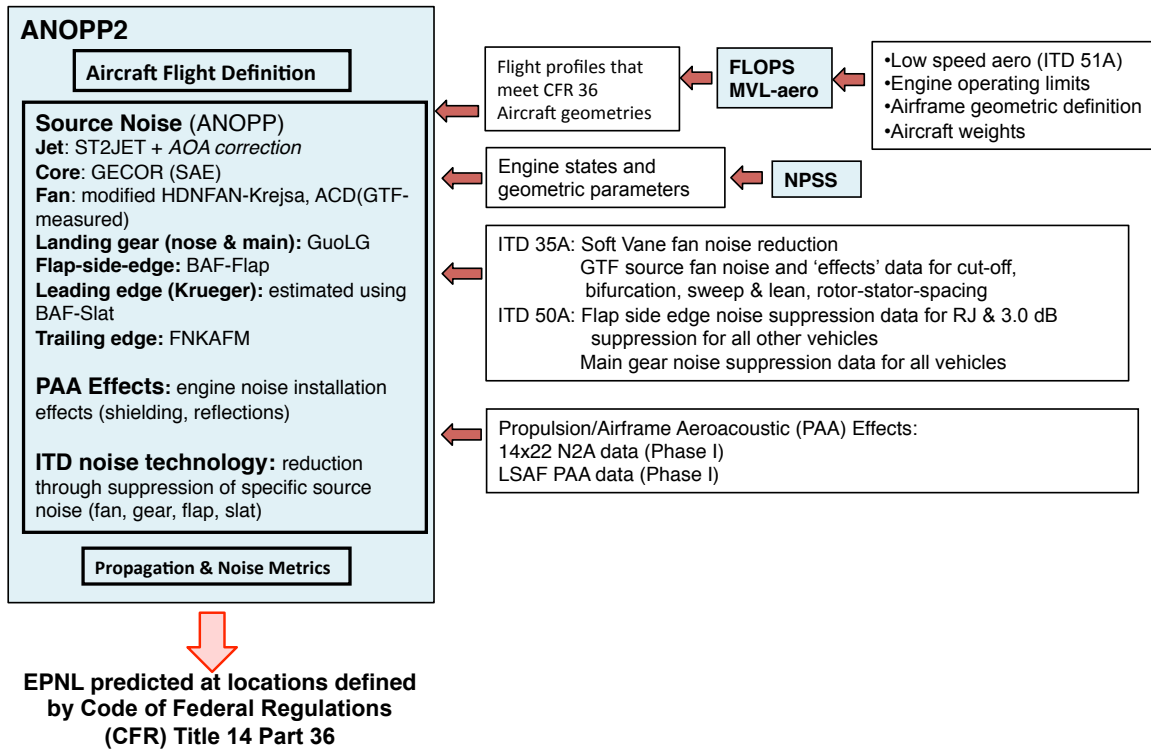 ANOPP2
Aircraft Flight Definition
Source Noise (ANOPP)
Jet: ST2JET + AOA correction
Core: GECOR (SAE)
Fan: modified HDNFAN-Krejsa, ACD(GTF-
measured)
Landing gear (nose & main): GuoLG
Flap-side-edge: BAF-Flap
Leading edge (Krueger): estimated using
BAF-Slat
Trailing edge: FNKAFM
PAA Effects: engine noise installation
effects (shielding, reflections)
ITD noise technology: reduction
through suppression of specific source
noise (fan, gear, flap, slat)
Propagation & Noise Metrics
EPNL predicted at locations defined
by Code of Federal Regulations
(CFR) Title 14 Part 36
Flight profiles that
meet CFR 36
Aircraft geometries
FLOPS
MVL-aero
•Low speed aero (ITD 51A)
•Engine operating limits
•Airframe geometric definition
•Aircraft weights
Engine states and
geometric parameters
NPSS
ITD 35A: Soft Vane fan noise reduction
GTF source fan noise and ‘effects’ data for cut-off,
bifurcation, sweep & lean, rotor-stator-spacing
ITD 50A: Flap side edge noise suppression data for RJ & 3.0 dB
suppression for all other vehicles
Main gear noise suppression data for all vehicles
Propulsion/Airframe Aeroacoustic (PAA) Effects:
14x22 N2A data (Phase I)
LSAF PAA data (Phase I)